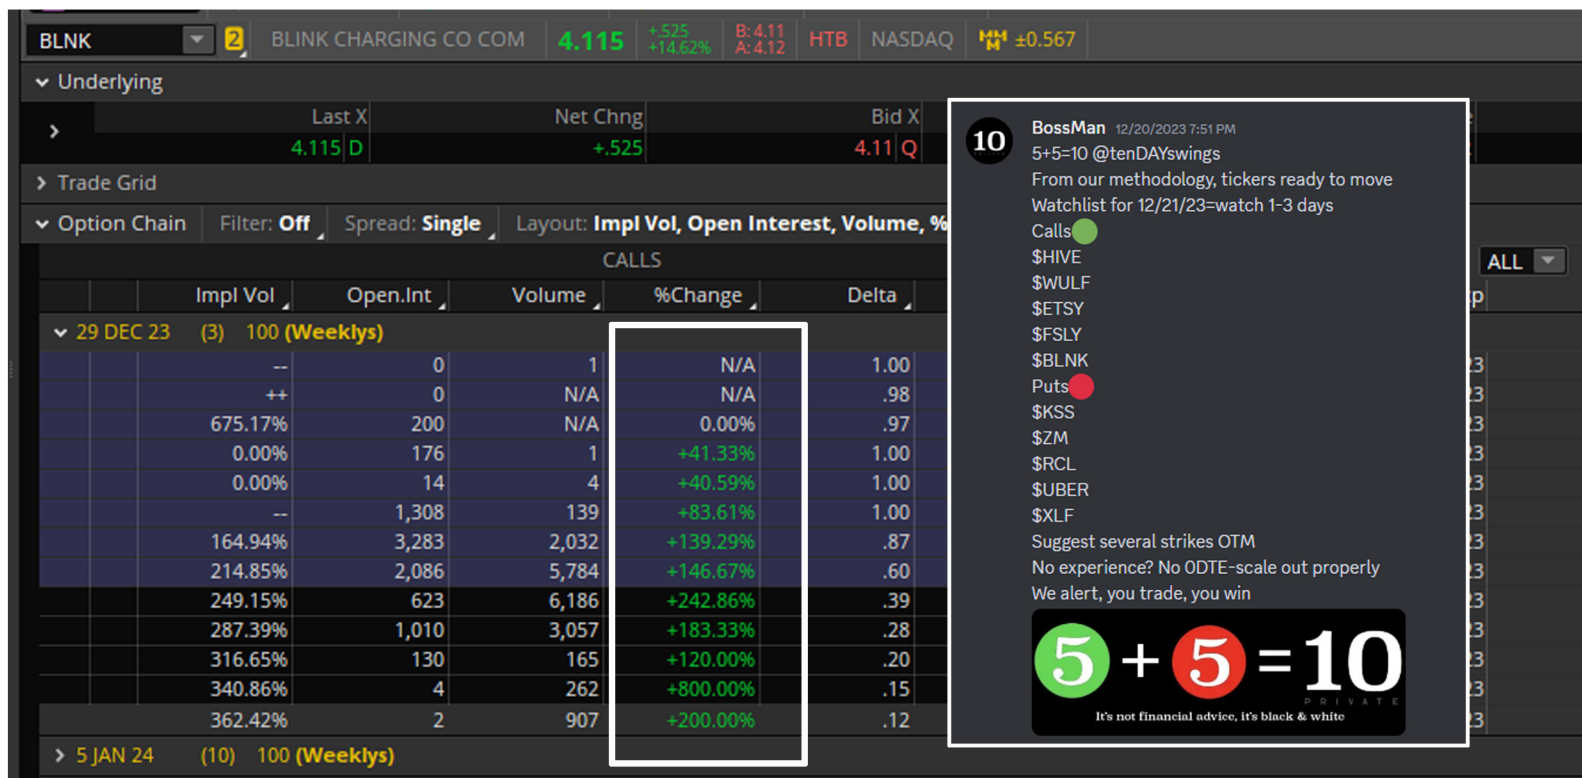 BLNK 2 BLINK CHARGING CO COM 4.115 +.525 +14.62% B: 4.11 A: 4.12 HTB NASDAQ MMM ±0.567
Underlying
Last X Net Chng Bid X
4.115 D +.525 4.11 Q
Trade Grid
Option Chain Filter: Off Spread: Single Layout: Impl Vol, Open Interest, Volume, %
CALLS
ALL
Impl Vol Open.Int Volume %Change Delta
29 DEC 23 (3) 100 (Weeklys)
-- 0 1 N/A 1.00
++ 0 N/A N/A .98
675.17% 200 N/A 0.00% .97
0.00% 176 1 +41.33% 1.00
0.00% 14 4 +40.59% 1.00
-- 1,308 139 +83.61% 1.00
164.94% 3,283 2,032 +139.29% .87
214.85% 2,086 5,784 +146.67% .60
249.15% 623 6,186 +242.86% .39
287.39% 1,010 3,057 +183.33% .28
316.65% 130 165 +120.00% .20
340.86% 4 262 +800.00% .15
362.42% 2 907 +200.00% .12
5 JAN 24 (10) 100 (Weeklys)
10
BossMan 12/20/2023 7:51 PM
5+5=10 @tenDAYswings
From our methodology, tickers ready to move
Watchlist for 12/21/23=watch 1-3 days
Calls
$HIVE
$WULF
$ETSY
$FSLY
$BLNK
Puts
$KSS
$ZM
$RCL
$UBER
$XLF
Suggest several strikes OTM
No experience? No 0DTE-scale out properly
We alert, you trade, you win
5 + 5 = 10
PRIVATE
It's not financial advice, it's black & white